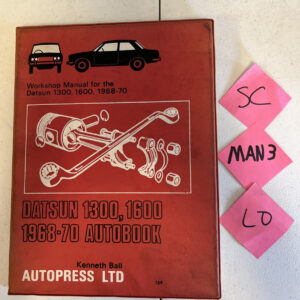 Workshop Manual for the
Datsun 1300, 1600, 1968-70
DATSUN 1300, 1600
1968-70 AUTOBOOK
Kenneth Ball
AUTOPRESS LTD
SC
MAN3
LO